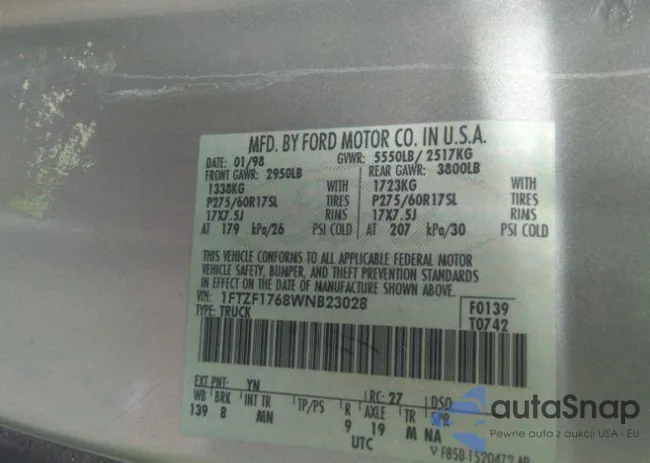 MFD. BY FORD MOTOR CO. IN U.S.A.
DATE: 01/98 GVWR: 5550LB/ 2517KG
FRONT GAWR: 2950LB REAR GAWR: 3800LB
1338KG WITH 1723KG WITH
P275/60R17SL TIRES P275/60R17SL TIRES
17X7.5J RIMS 17X7.5J RIMS
AT 179 kPa/26 PSI COLD AT 207 kPa/30 PSI COLD
THIS VEHICLE CONFORMS TO ALL APPLICABLE FEDERAL MOTOR
VEHICLE SAFETY, BUMPER, AND THEFT PREVENTION STANDARDS
IN EFFECT ON THE DATE OF MANUFACTURE SHOWN ABOVE.
VIN: 1FTZF1768WNB23028 F0139
TYPE: TRUCK T0742
EXT PNT: YN RC: 27 DSO:
WB BRK INT TR TP/PS R AXLE TR SPR
139 B MN 9 19 M NA
UTC
autoSnap
Pewne auta z aukcji USA i EU